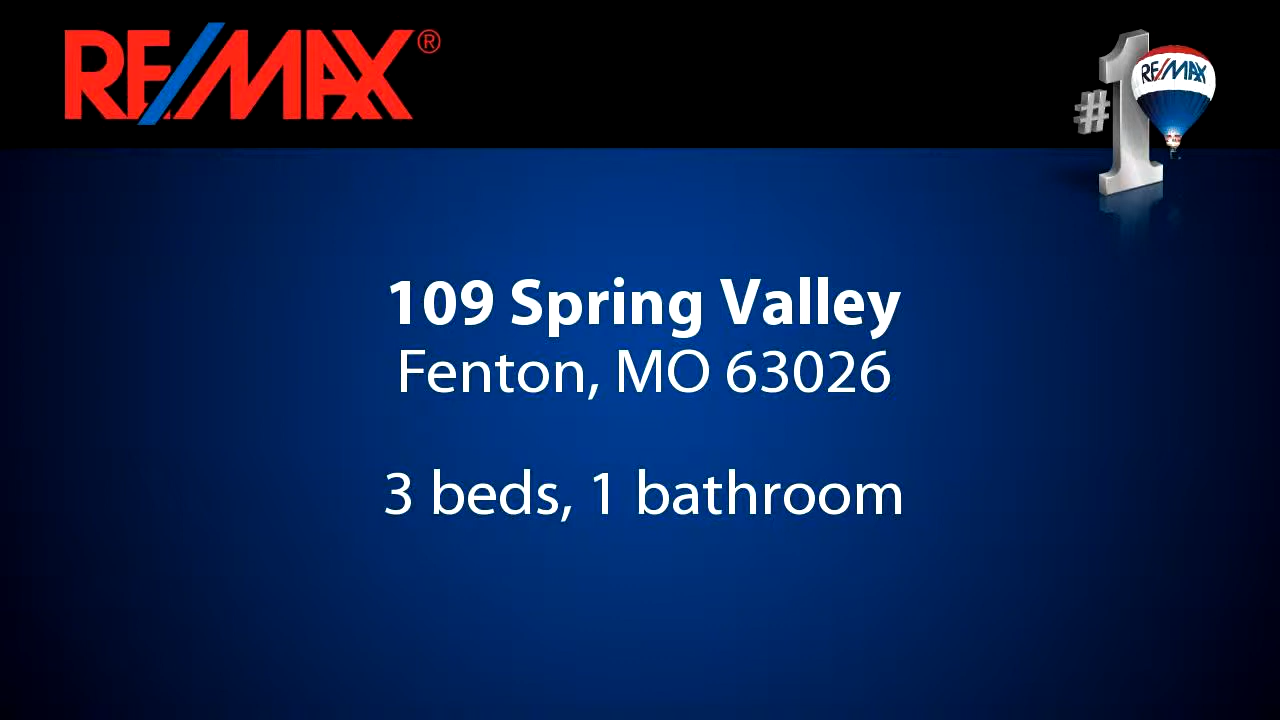 RE/MAX®
#1
RE/MAX
109 Spring Valley
Fenton, MO 63026
3 beds, 1 bathroom